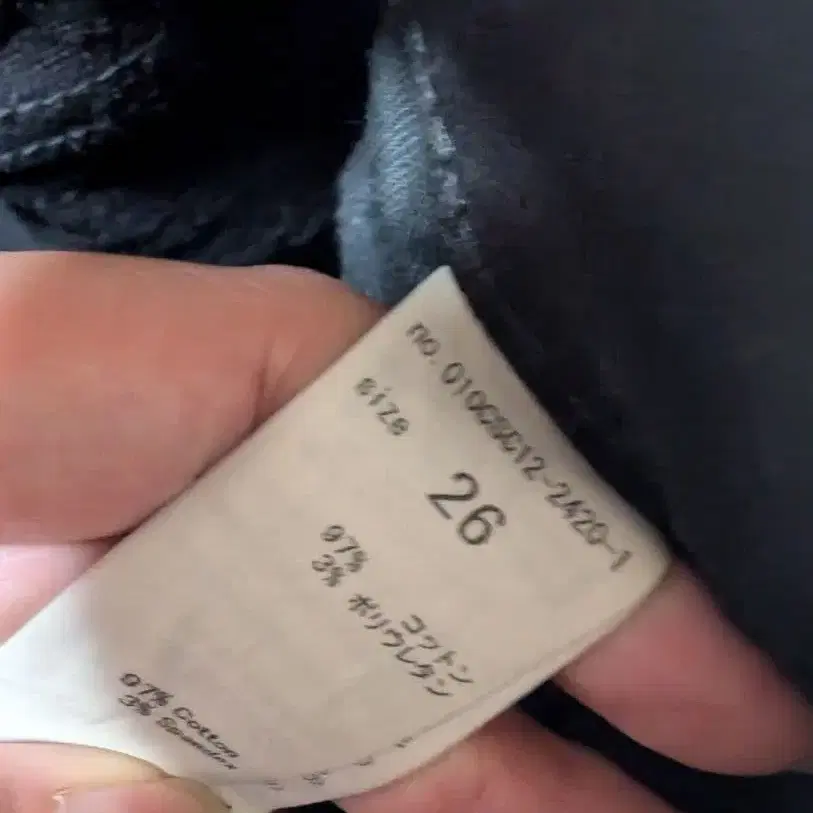 size
26
97% コットン
3% ポリウレタン
97% Cotton
3% Spandex